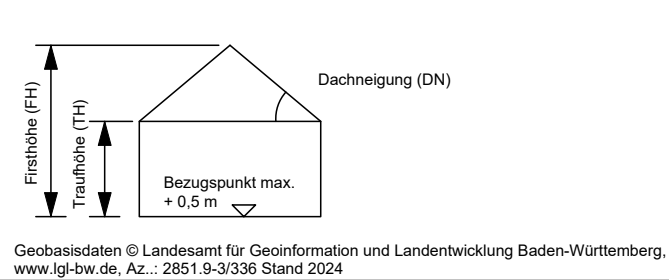 Dachneigung (DN)
Firsthöhe (FH)
Traufhöhe (TH)
Bezugspunkt max.
+ 0,5 m
Geobasisdaten © Landesamt für Geoinformation und Landentwicklung Baden-Württemberg,
www.lgl-bw.de, Az..: 2851.9-3/336 Stand 2024